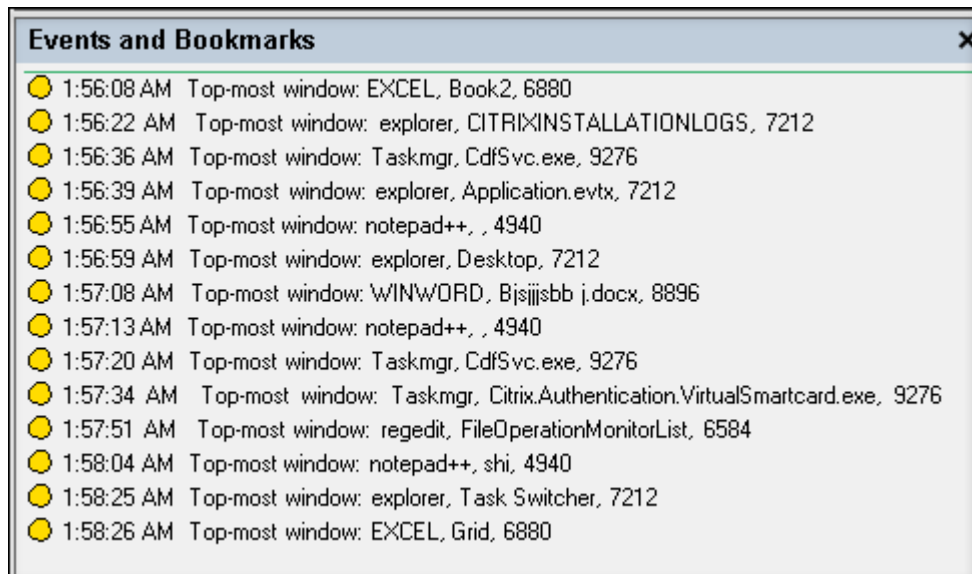 Events and Bookmarks
1:56:08 AM Top-most window: EXCEL, Book2, 6880
1:56:22 AM Top-most window: explorer, CITRIXINSTALLATIONLOGS, 7212
1:56:36 AM Top-most window: Taskmgr, CdfSvc.exe, 9276
1:56:39 AM Top-most window: explorer, Application.evtx, 7212
1:56:55 AM Top-most window: notepad++, , 4940
1:56:59 AM Top-most window: explorer, Desktop, 7212
1:57:08 AM Top-most window: WINWORD, Bjsjjjsbb j.docx, 8896
1:57:13 AM Top-most window: notepad++, , 4940
1:57:20 AM Top-most window: Taskmgr, CdfSvc.exe, 9276
1:57:34 AM Top-most window: Taskmgr, Citrix.Authentication.VirtualSmartcard.exe, 9276
1:57:51 AM Top-most window: regedit, FileOperationMonitorList, 6584
1:58:04 AM Top-most window: notepad++, shi, 4940
1:58:25 AM Top-most window: explorer, Task Switcher, 7212
1:58:26 AM Top-most window: EXCEL, Grid, 6880